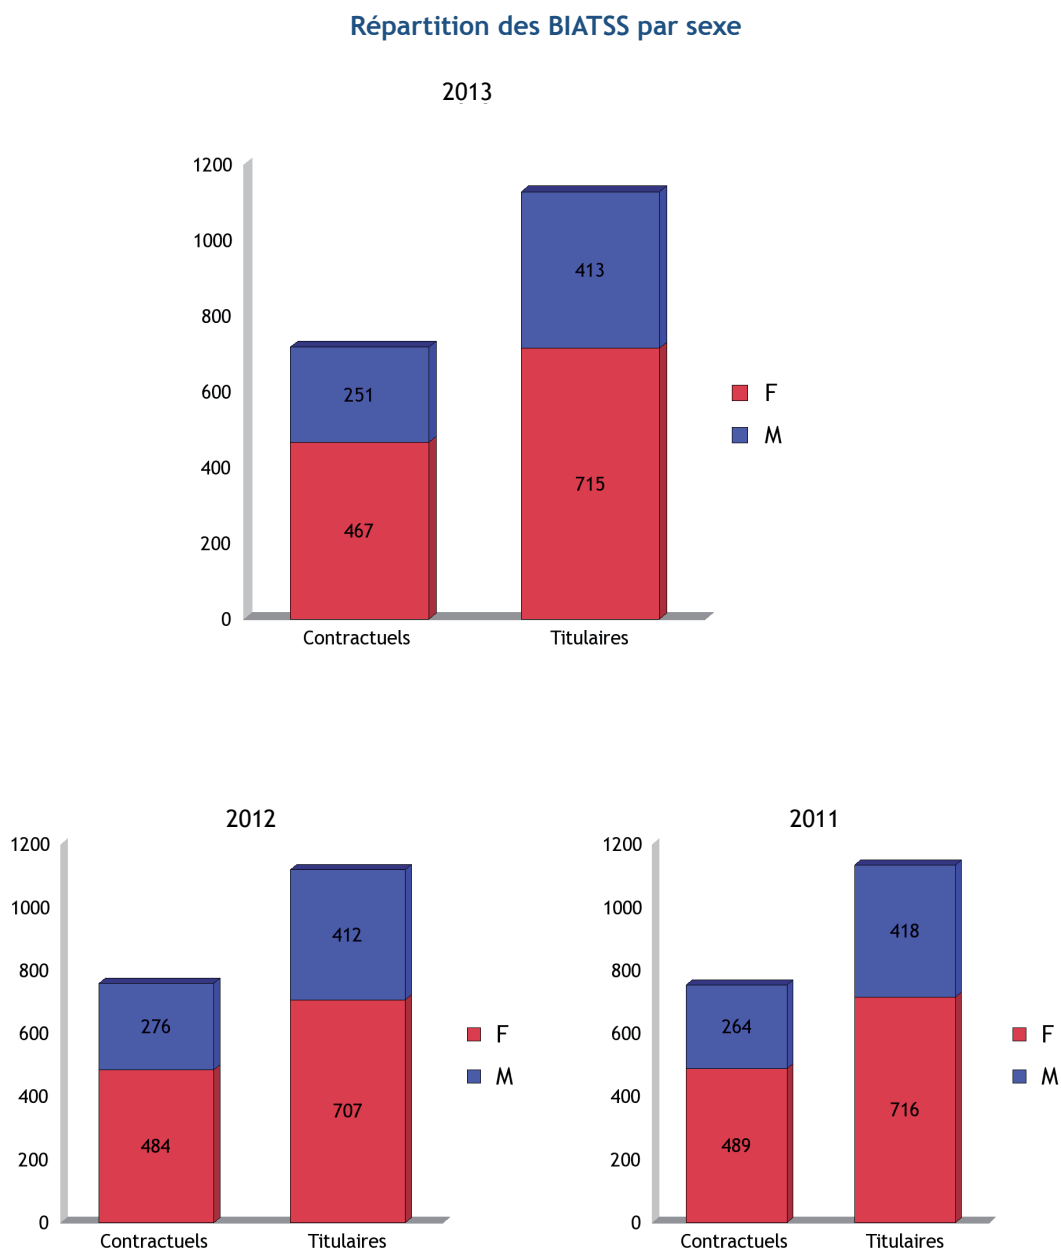 Répartition des BIATSS par sexe
2013
1200
1000
800
600
400
200
0
413
251
715
467
F
M
Contractuels
Titulaires
2012
1200
1000
800
600
400
200
0
412
276
707
484
F
M
Contractuels
Titulaires
2011
1200
1000
800
600
400
200
0
418
264
716
489
F
M
Contractuels
Titulaires